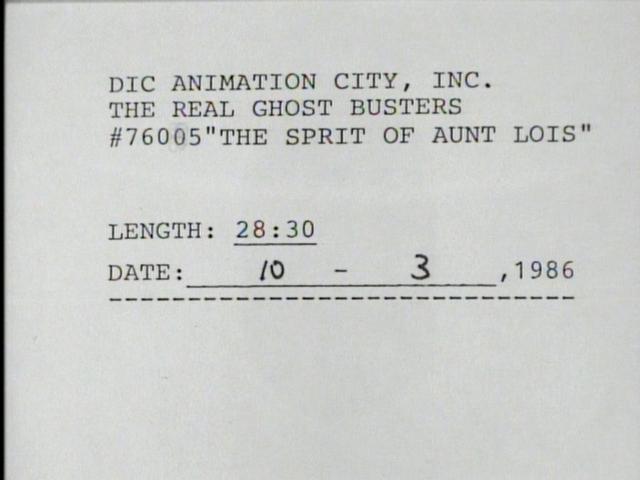 DIC ANIMATION CITY, INC.
THE REAL GHOST BUSTERS
#76005"THE SPRIT OF AUNT LOIS"
LENGTH: 28:30
DATE: 10 - 3 ,1986